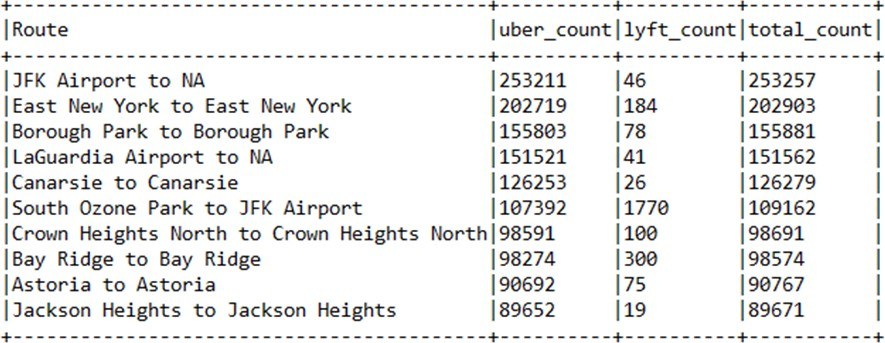 +------------------------------------------+----------+----------+-----------+
|Route                                     |uber_count|lyft_count|total_count|
+------------------------------------------+----------+----------+-----------+
|JFK Airport to NA                         |253211    |46        |253257     |
|East New York to East New York            |202719    |184       |202903     |
|Borough Park to Borough Park              |155803    |78        |155881     |
|LaGuardia Airport to NA                   |151521    |41        |151562     |
|Canarsie to Canarsie                      |126253    |26        |126279     |
|South Ozone Park to JFK Airport           |107392    |1770      |109162     |
|Crown Heights North to Crown Heights North|98591     |100       |98691      |
|Bay Ridge to Bay Ridge                    |98274     |300       |98574      |
|Astoria to Astoria                        |90692     |75        |90767      |
|Jackson Heights to Jackson Heights        |89652     |19        |89671      |
+------------------------------------------+----------+----------+-----------+